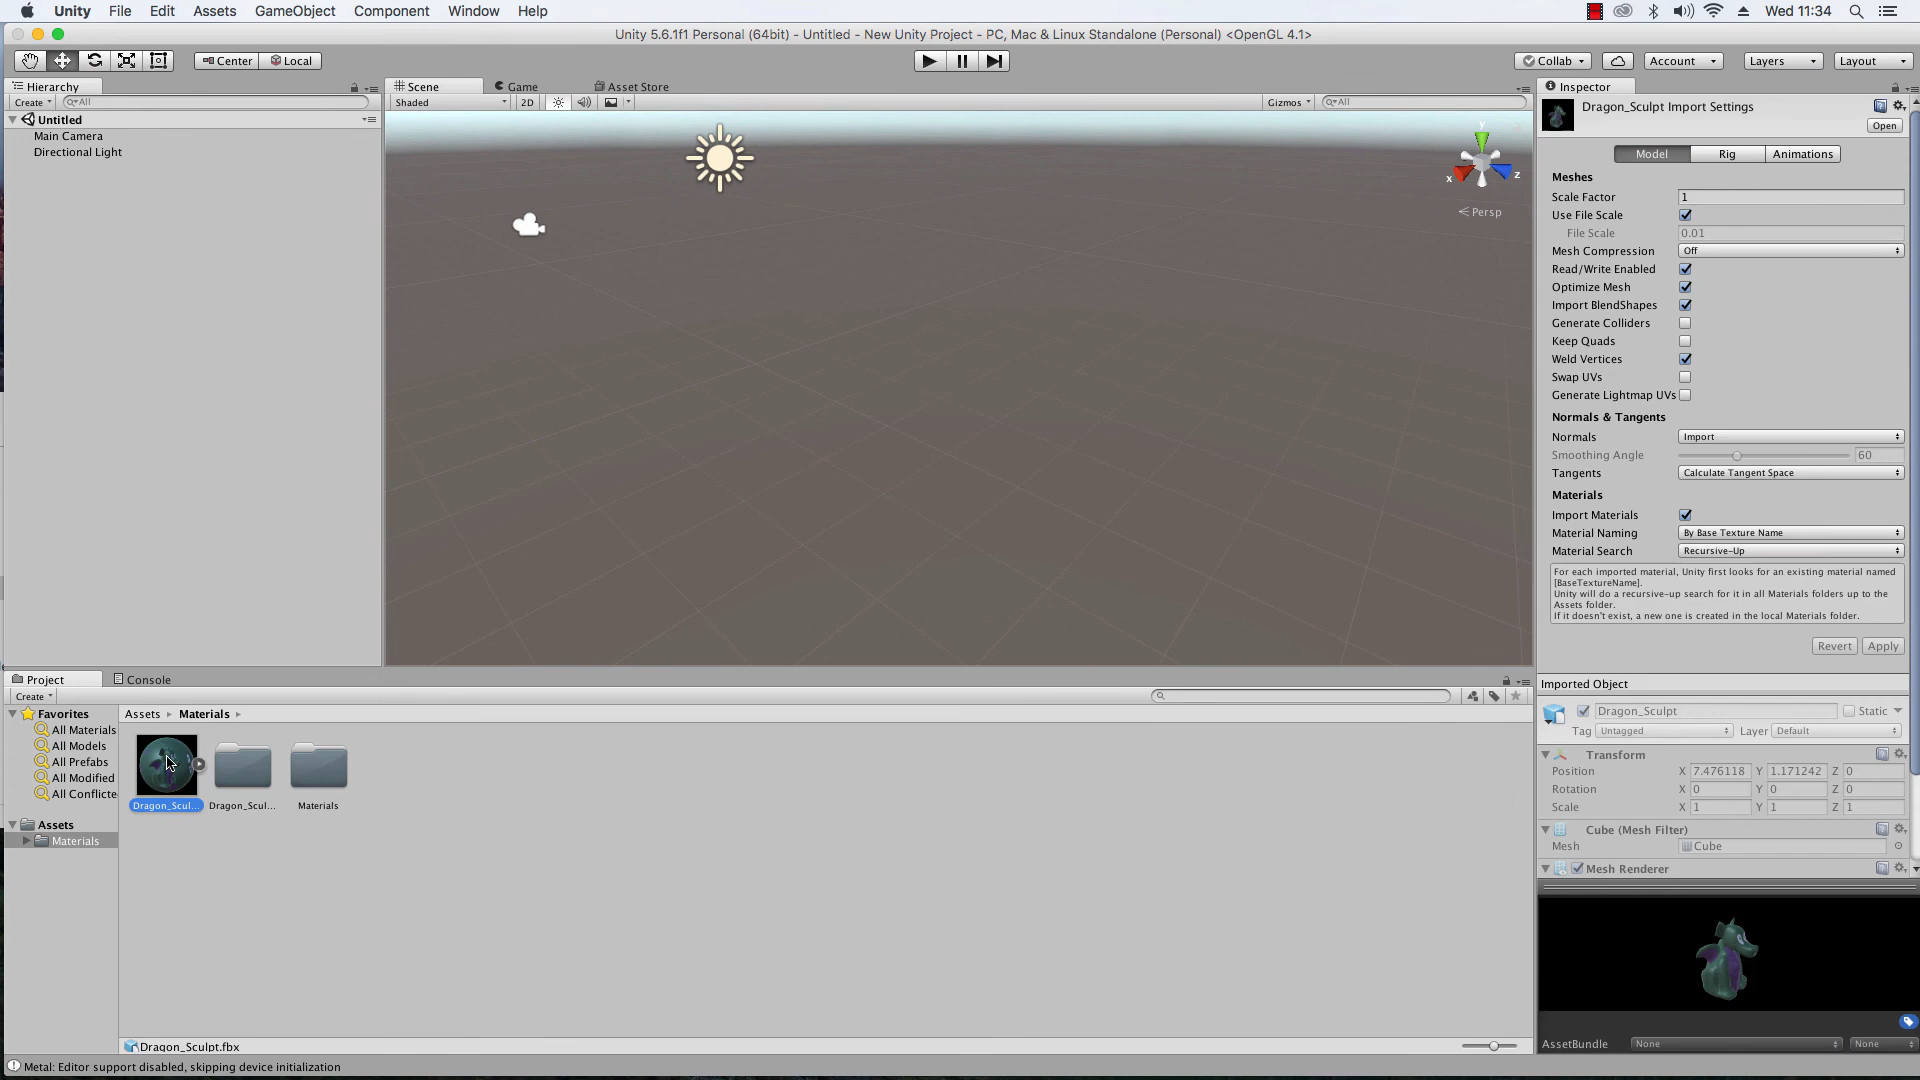 Unity File Edit Assets GameObject Component Window Help Wed 11:34
Unity 5.6.1f1 Personal (64bit) - Untitled - New Unity Project - PC, Mac & Linux Standalone (Personal) <OpenGL 4.1>
Center Local Collab Account Layers Layout
Hierarchy
Create All
Untitled
Main Camera
Directional Light
Scene Game Asset Store
Shaded 2D Gizmos All
y
x
z
Persp
Inspector
Dragon_Sculpt Import Settings
Open
Model Rig Animations
Meshes
Scale Factor 1
Use File Scale
File Scale 0.01
Mesh Compression Off
Read/Write Enabled
Optimize Mesh
Import BlendShapes
Generate Colliders
Keep Quads
Weld Vertices
Swap UVs
Generate Lightmap UVs
Normals & Tangents
Normals Import
Smoothing Angle 60
Tangents Calculate Tangent Space
Materials
Import Materials
Material Naming By Base Texture Name
Material Search Recursive-Up
For each imported material, Unity first looks for an existing material named
[BaseTextureName].
Unity will do a recursive-up search for it in all Materials folders up to the
Assets folder.
If it doesn't exist, a new one is created in the local Materials folder.
Revert Apply
Imported Object
Dragon_Sculpt Static
Tag Untagged Layer Default
Transform
Position X 7.476118 Y 1.171242 Z 0
Rotation X 0 Y 0 Z 0
Scale X 1 Y 1 Z 1
Cube (Mesh Filter)
Mesh Cube
Mesh Renderer
AssetBundle None None
Project Console
Create
Favorites
All Materials
All Models
All Prefabs
All Modified
All Conflicte
Assets
Materials
Assets Materials
Dragon_Scul... Dragon_Scul... Materials
Dragon_Sculpt.fbx
Metal: Editor support disabled, skipping device initialization